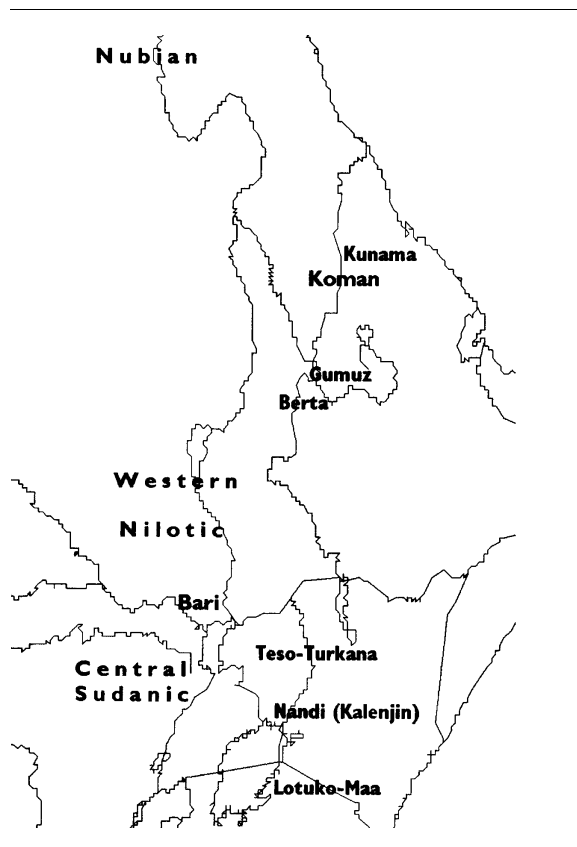 Nubian
Kunama
Koman
Gumuz
Berta
Western
Nilotic
Bari
Teso-Turkana
Central
Sudanic
Nandi (Kalenjin)
Lotuko-Maa